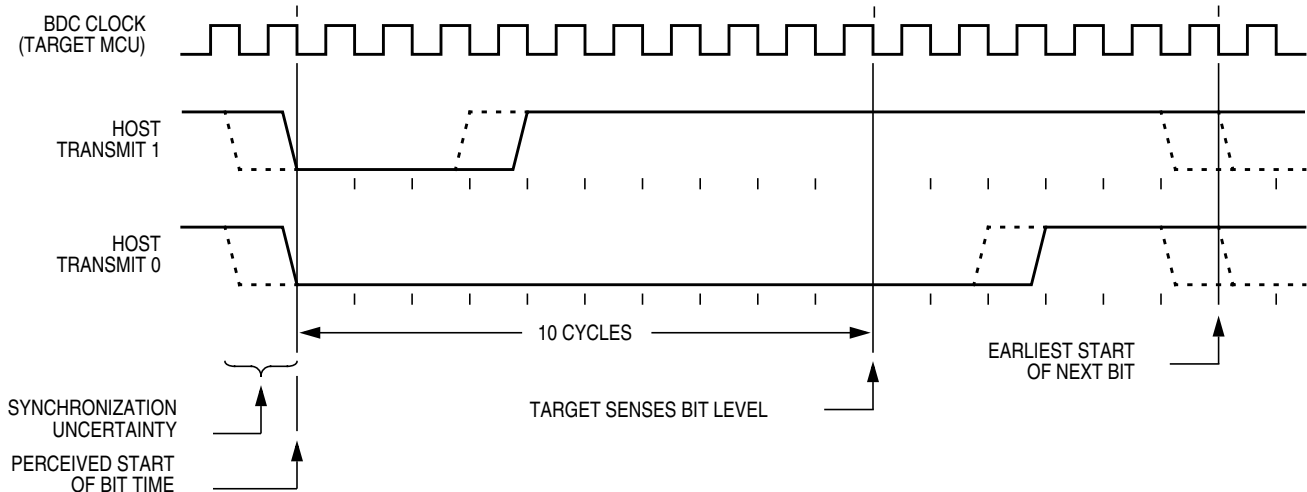 BDC CLOCK
(TARGET MCU)
HOST
TRANSMIT 1
HOST
TRANSMIT 0
10 CYCLES
EARLIEST START
OF NEXT BIT
TARGET SENSES BIT LEVEL
SYNCHRONIZATION
UNCERTAINTY
PERCEIVED START
OF BIT TIME